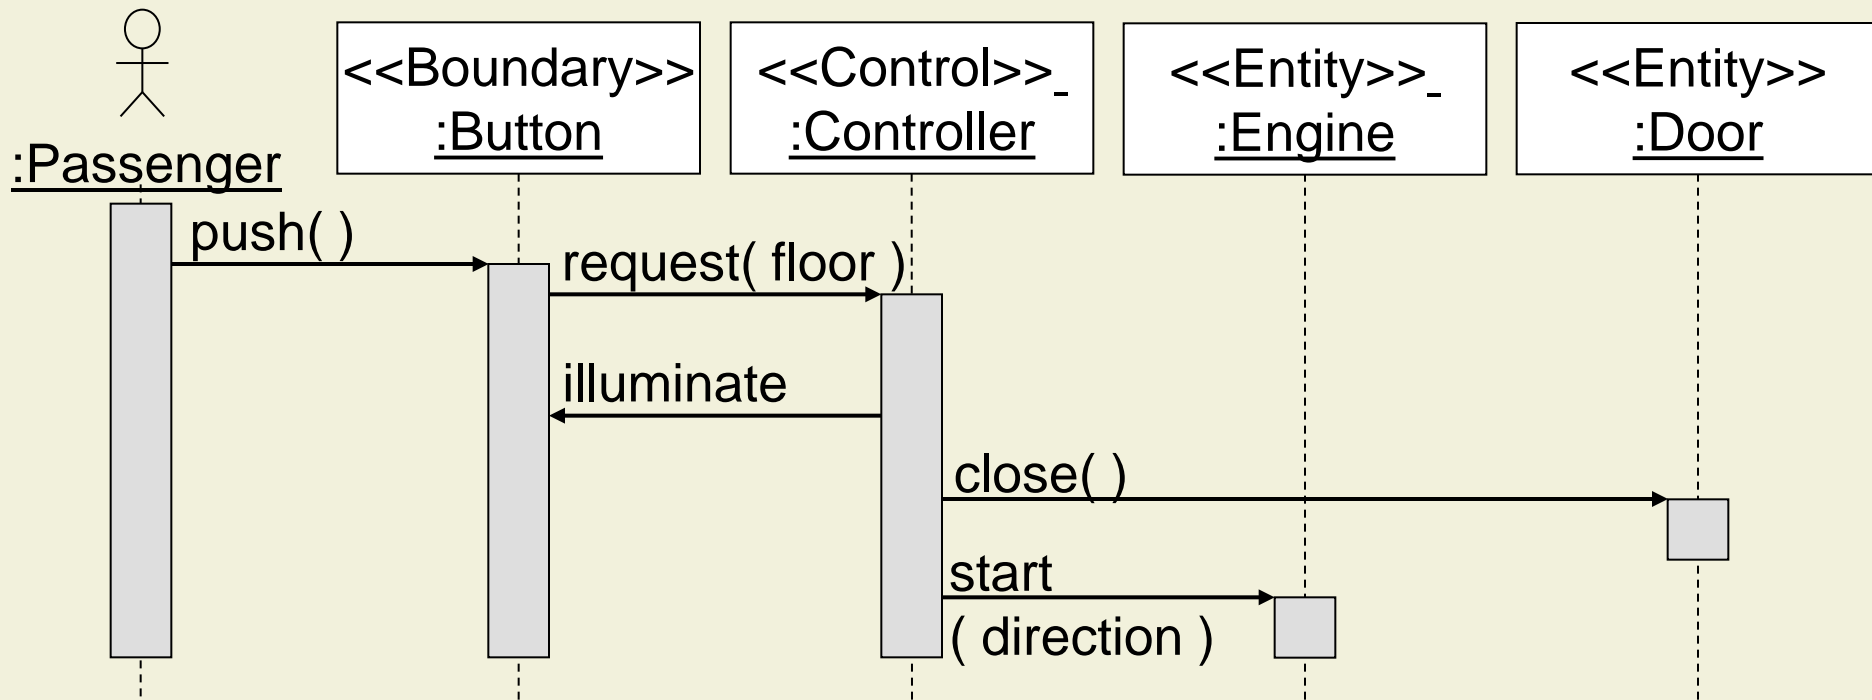 :Passenger
<<Boundary>>
:Button
<<Control>>_
:Controller
<<Entity>>_
:Engine
<<Entity>>
:Door
push( )
request( floor )
illuminate
close( )
start
( direction )